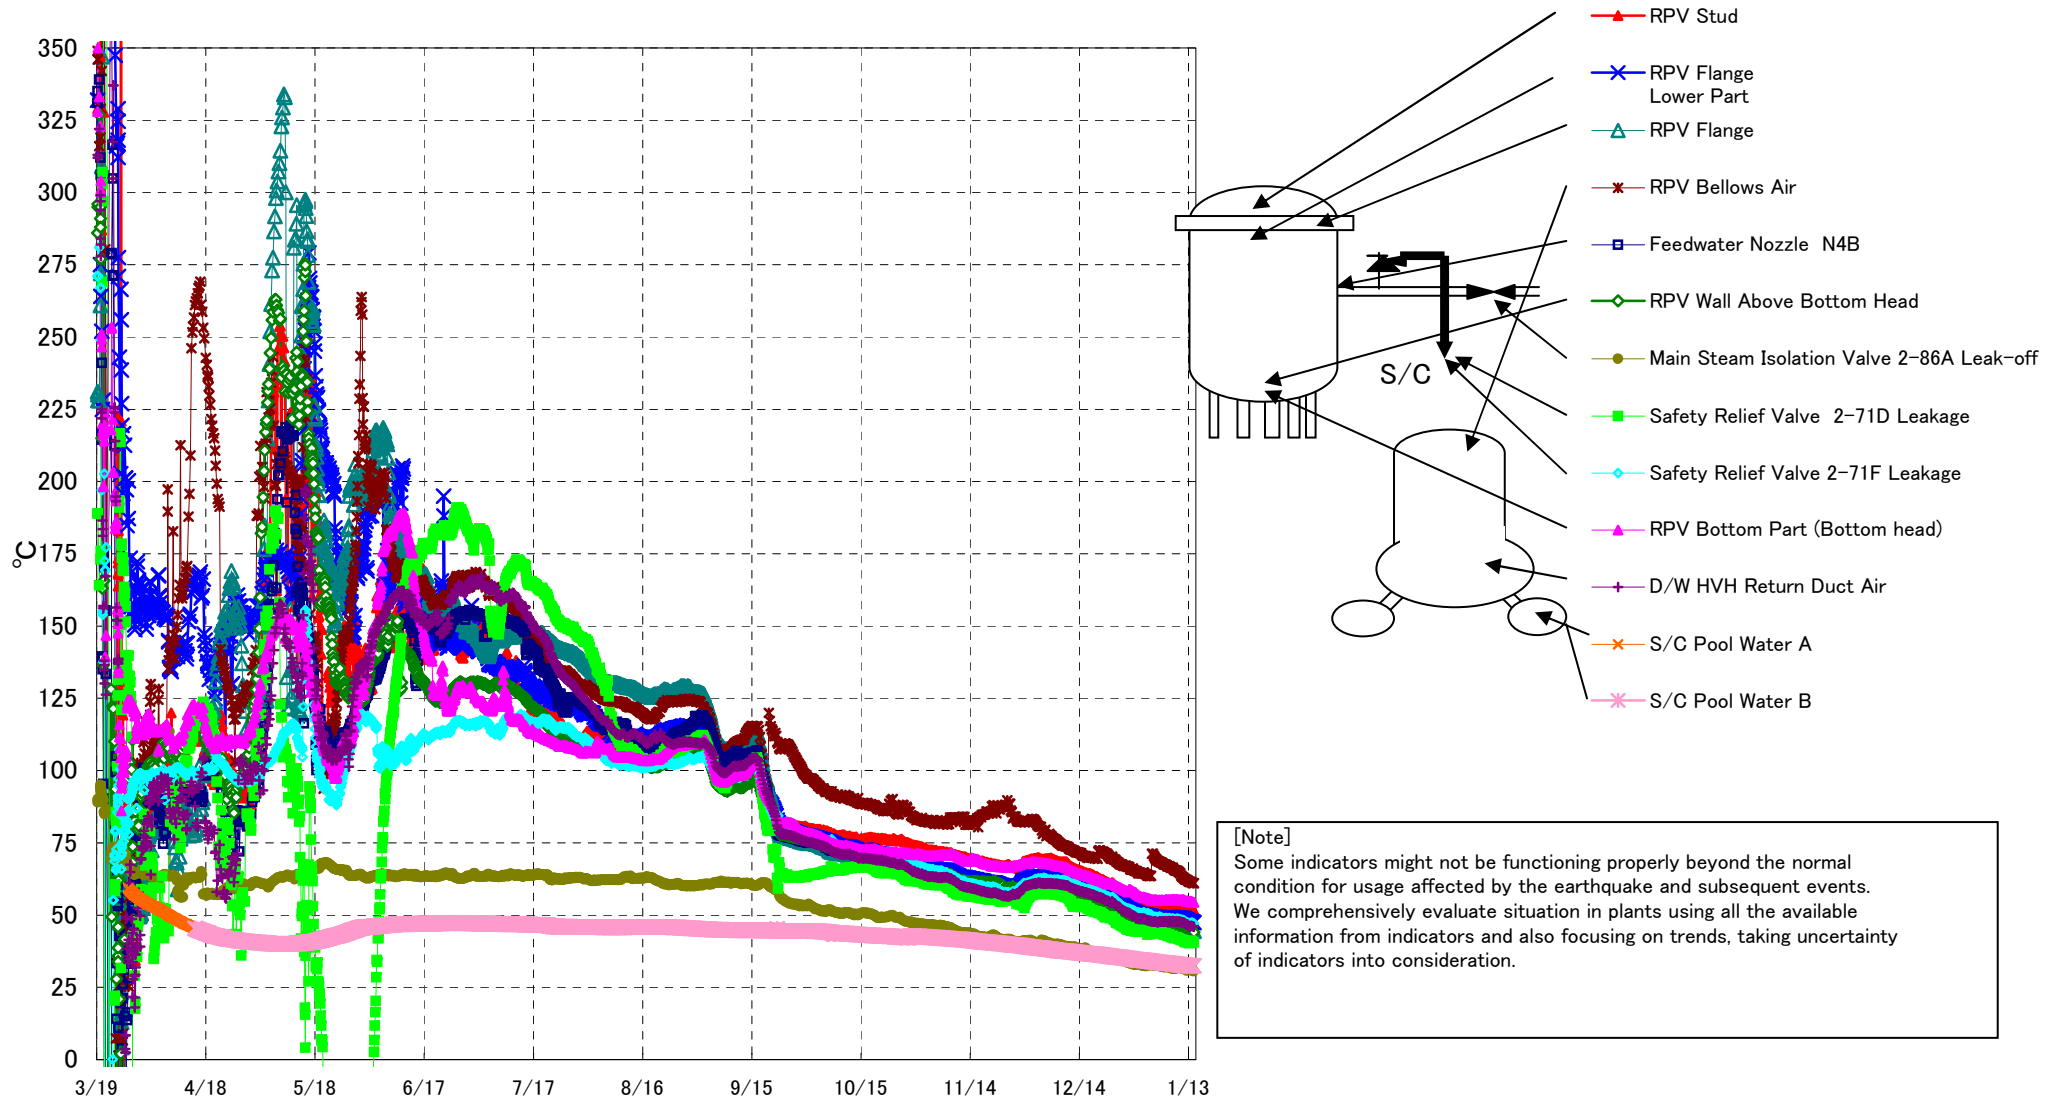 350
325
300
275
250
225
200
175
150
125
100
75
50
25
0
℃
3/19
4/18
5/18
6/17
7/17
8/16
9/15
10/15
11/14
12/14
1/13
RPV Stud
RPV Flange
Lower Part
RPV Flange
RPV Bellows Air
Feedwater Nozzle N4B
RPV Wall Above Bottom Head
Main Steam Isolation Valve 2-86A Leak-off
Safety Relief Valve 2-71D Leakage
Safety Relief Valve 2-71F Leakage
RPV Bottom Part (Bottom head)
D/W HVH Return Duct Air
S/C Pool Water A
S/C Pool Water B
S/C
[Note]
Some indicators might not be functioning properly beyond the normal
condition for usage affected by the earthquake and subsequent events.
We comprehensively evaluate situation in plants using all the available
information from indicators and also focusing on trends, taking uncertainty
of indicators into consideration.